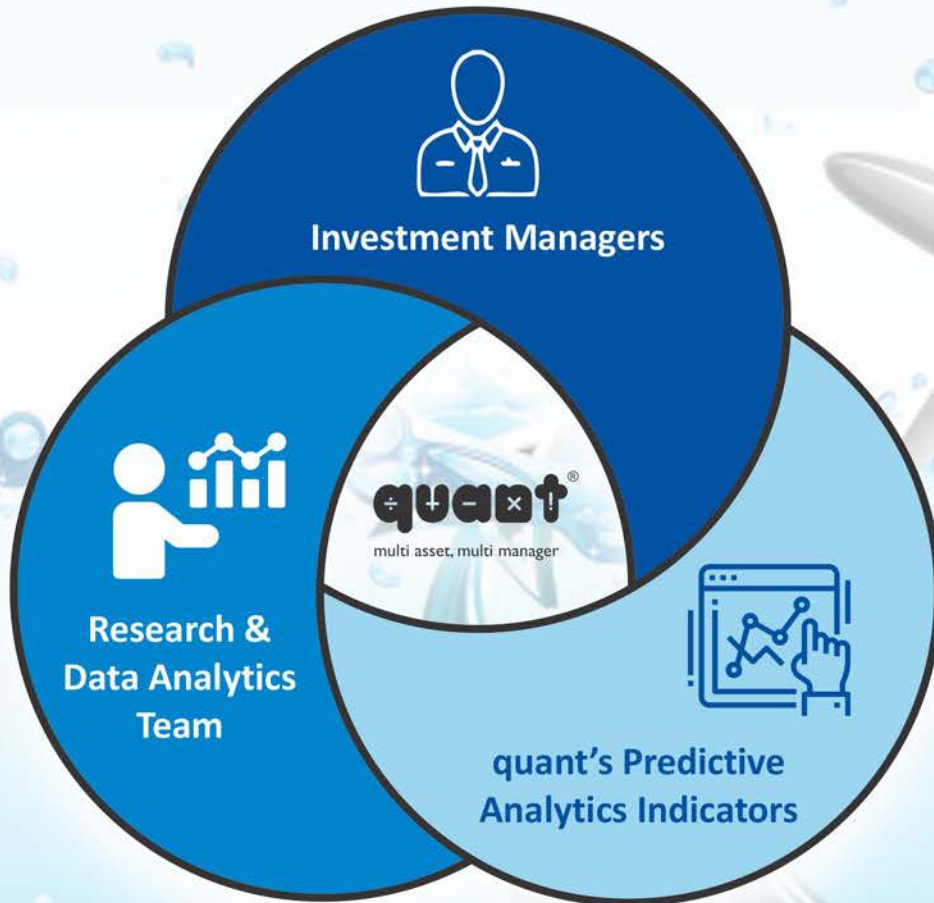 Investment Managers
quant®
multi asset, multi manager
Research &
Data Analytics
Team
quant's Predictive
Analytics Indicators